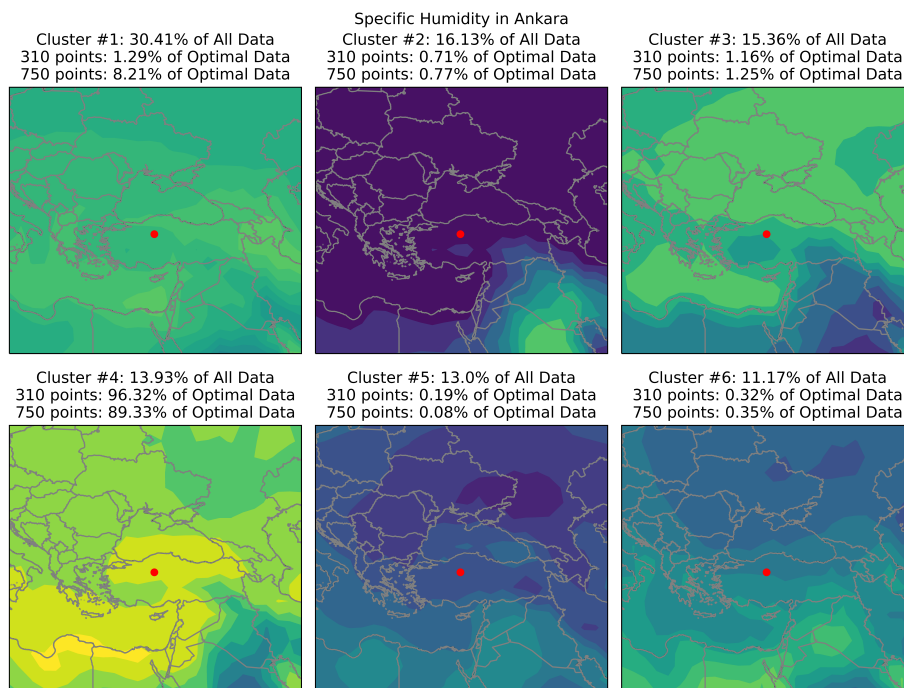 Specific Humidity in Ankara
Cluster #1: 30.41% of All Data
310 points: 1.29% of Optimal Data
750 points: 8.21% of Optimal Data
Cluster #2: 16.13% of All Data
310 points: 0.71% of Optimal Data
750 points: 0.77% of Optimal Data
Cluster #3: 15.36% of All Data
310 points: 1.16% of Optimal Data
750 points: 1.25% of Optimal Data
Cluster #4: 13.93% of All Data
310 points: 96.32% of Optimal Data
750 points: 89.33% of Optimal Data
Cluster #5: 13.0% of All Data
310 points: 0.19% of Optimal Data
750 points: 0.08% of Optimal Data
Cluster #6: 11.17% of All Data
310 points: 0.32% of Optimal Data
750 points: 0.35% of Optimal Data